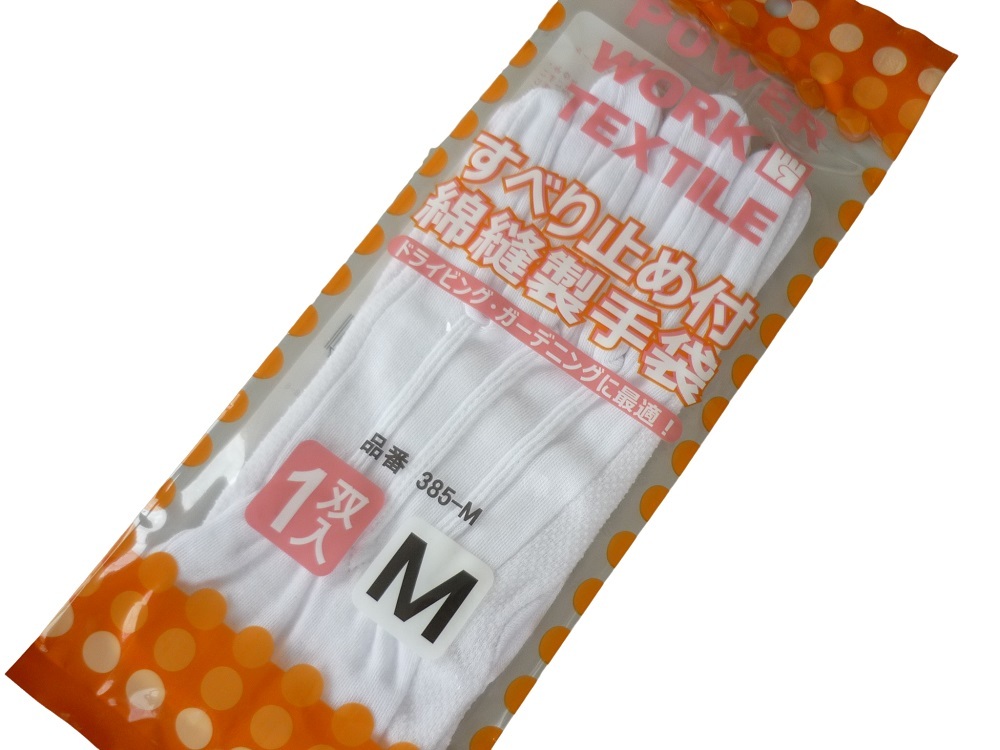 POWER
WORK
TEXTILE
すべり止め付
綿縫製手袋
ドライビング・ガーデニングに最適!
品番 385-M
1双入
M